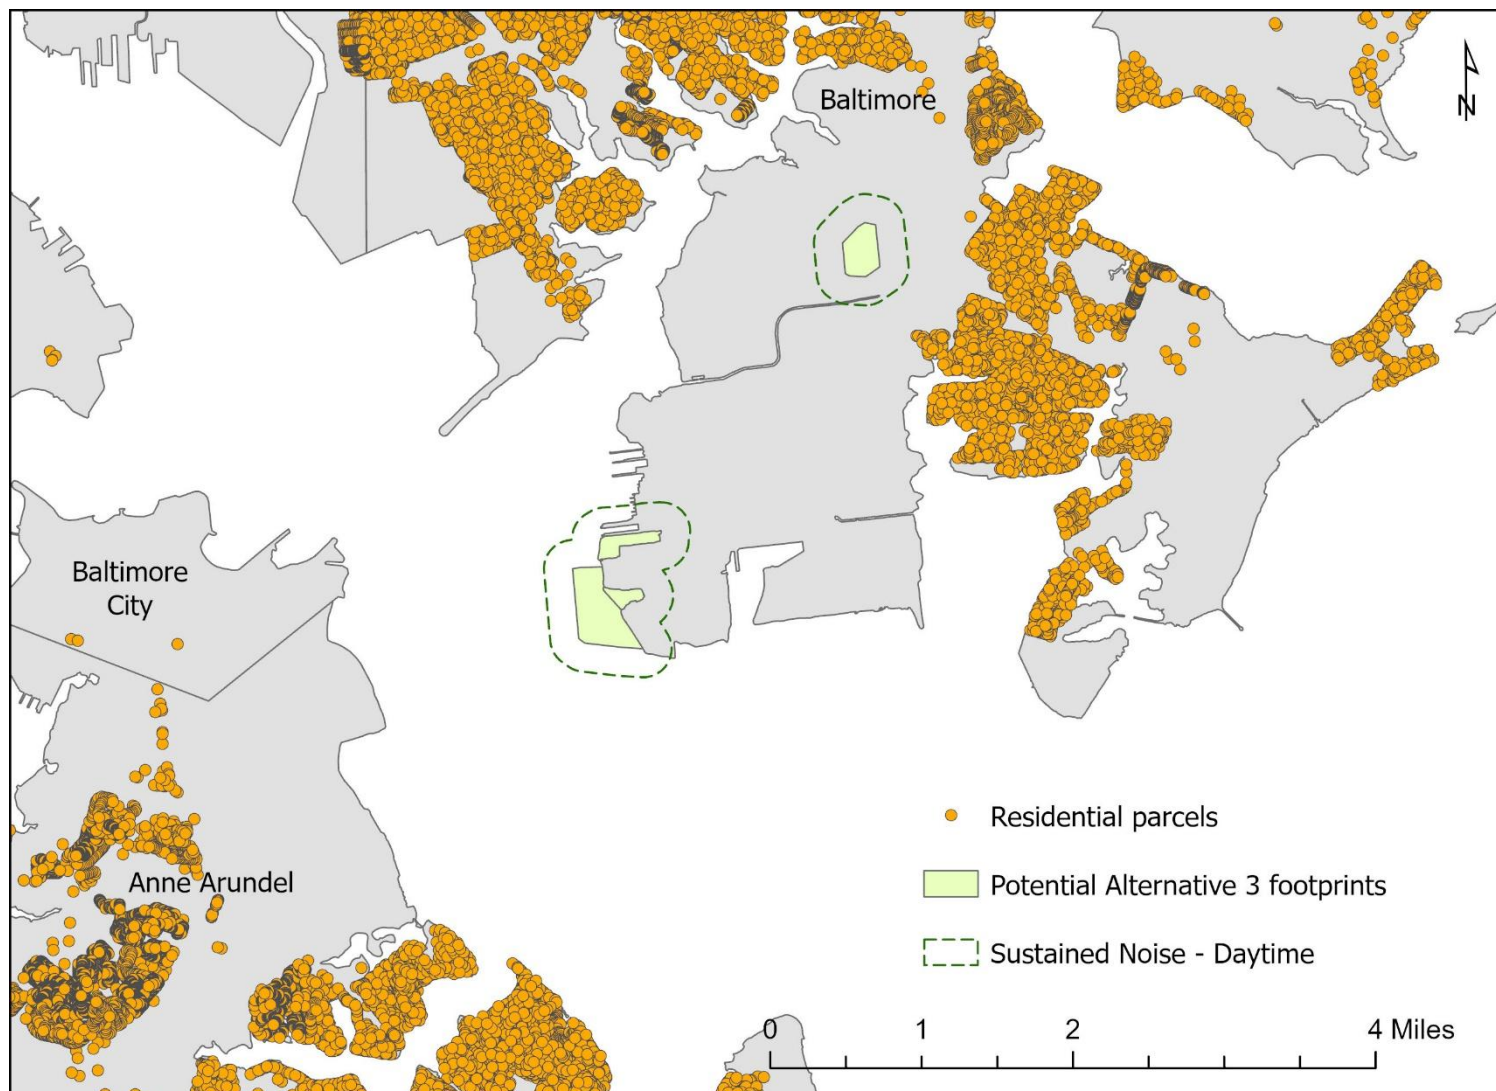 Baltimore
N
Baltimore
City
Anne Arundel
Residential parcels
Potential Alternative 3 footprints
Sustained Noise - Daytime
0 1 2 4 Miles